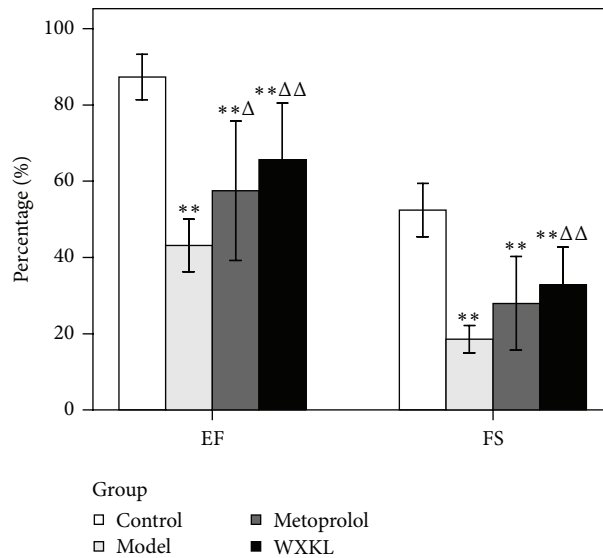 Percentage (%)
100
80
60
40
20
0
**
**Δ
**ΔΔ
**
**
**ΔΔ
EF
FS
Group
Control
Metoprolol
Model
WXKL